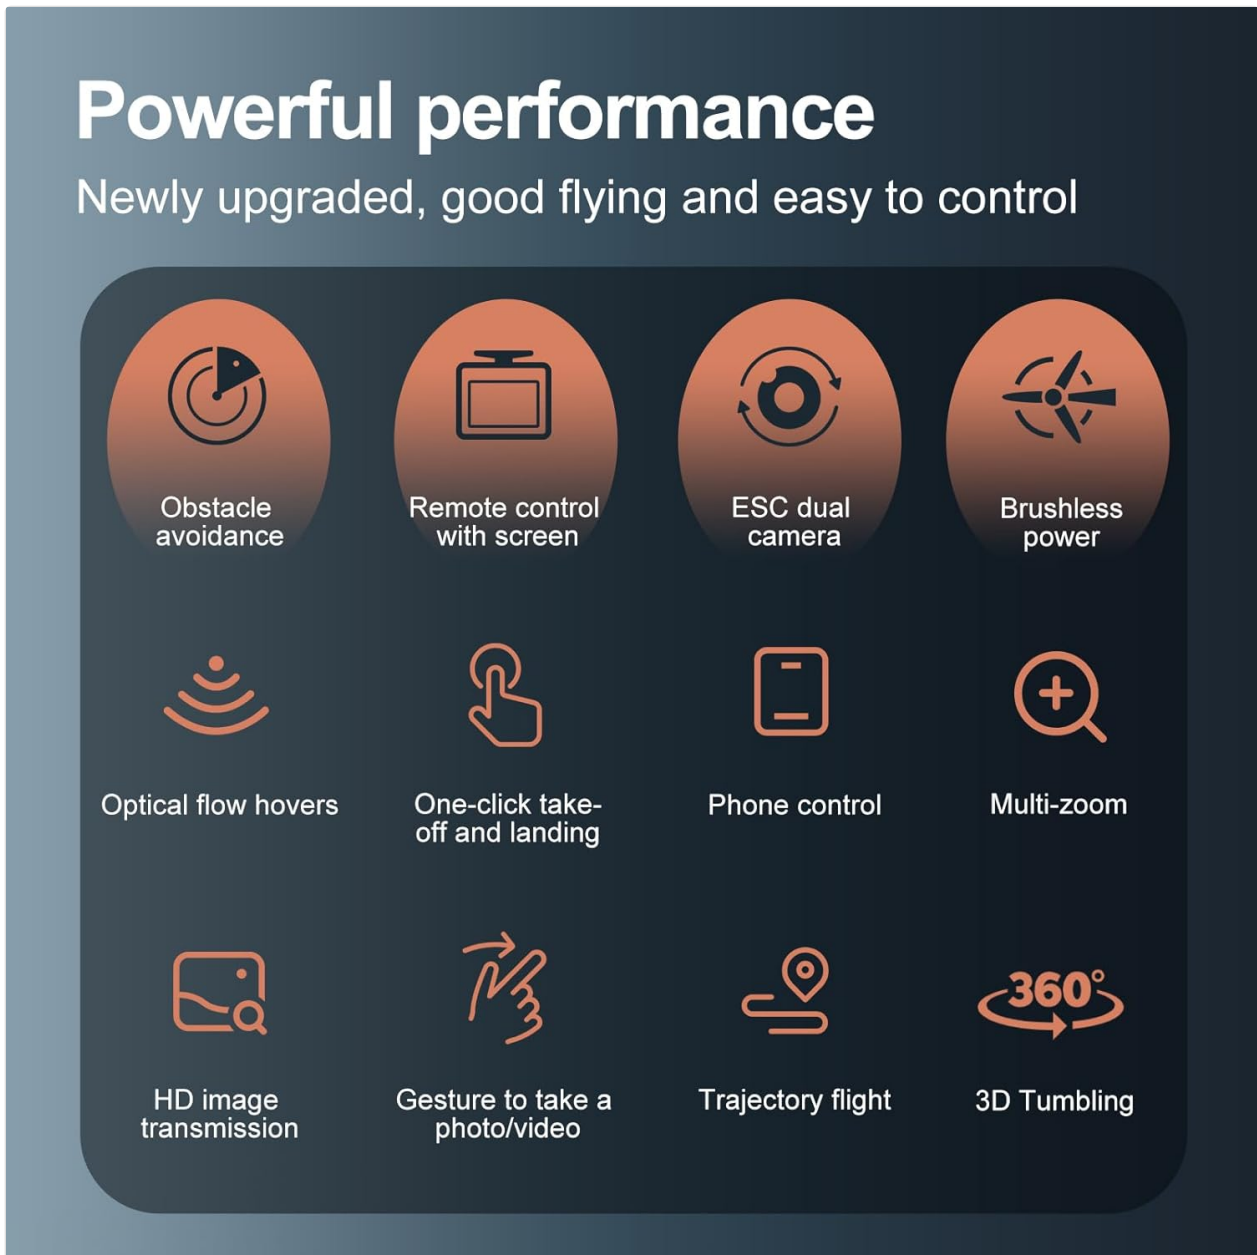 Powerful performance
Newly upgraded, good flying and easy to control
Obstacle
avoidance
Remote control
with screen
ESC dual
camera
Brushless
power
Optical flow hovers
One-click take-
off and landing
Phone control
Multi-zoom
HD image
transmission
Gesture to take a
photo/video
Trajectory flight
360°
3D Tumbling